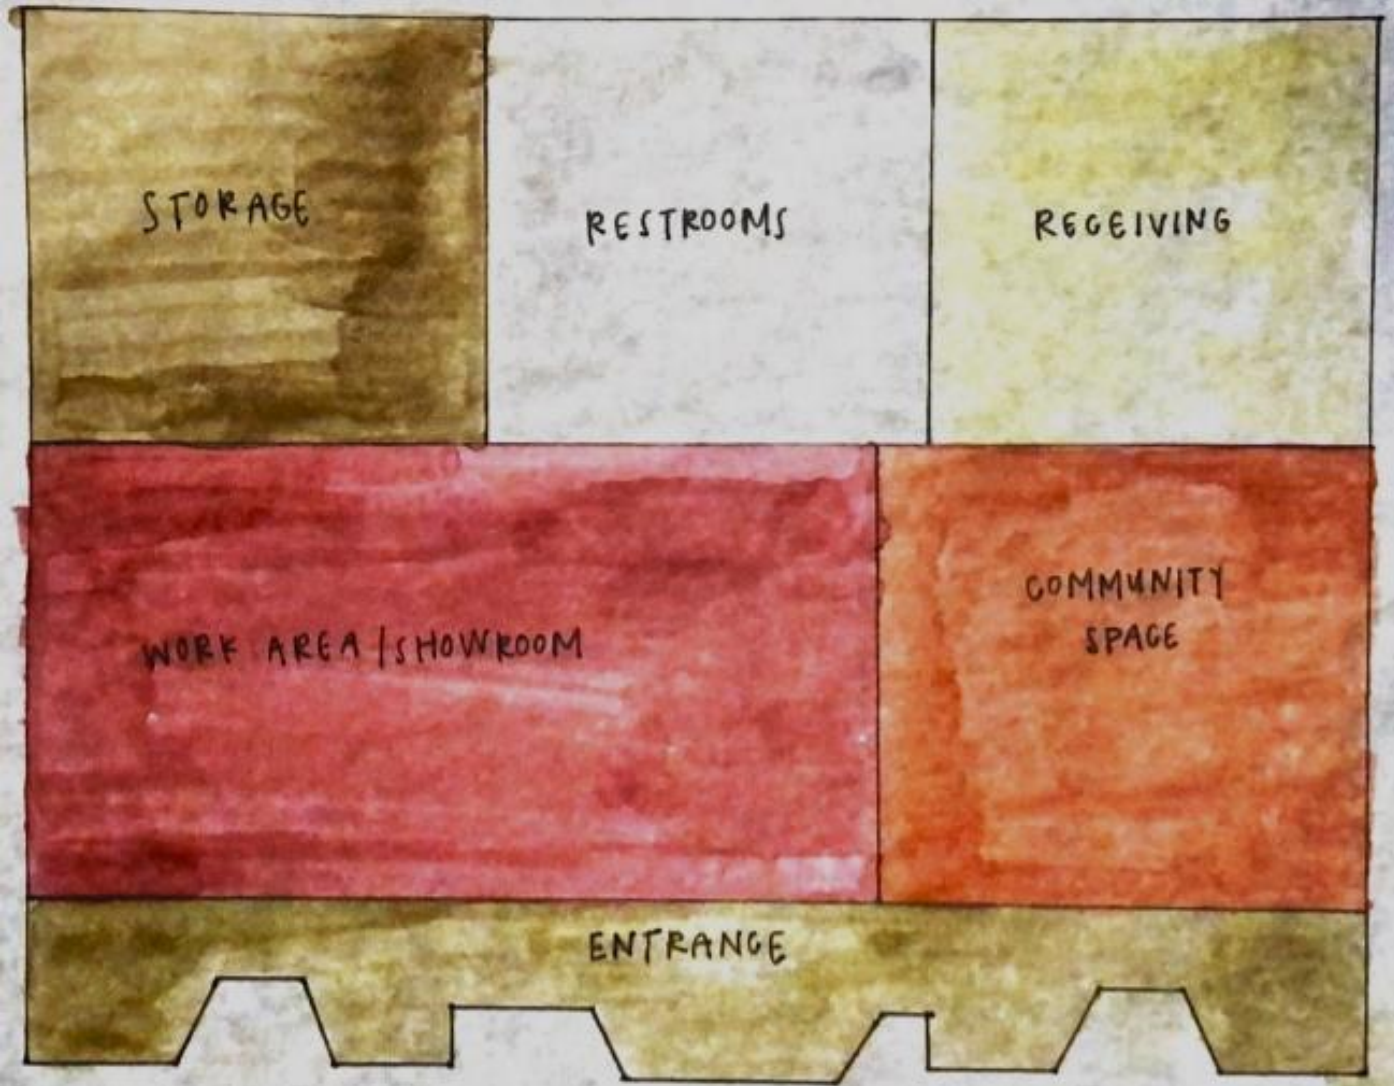 STORAGE
RESTROOMS
RECEIVING
WORK AREA/SHOWROOM
COMMUNITY
SPACE
ENTRANCE